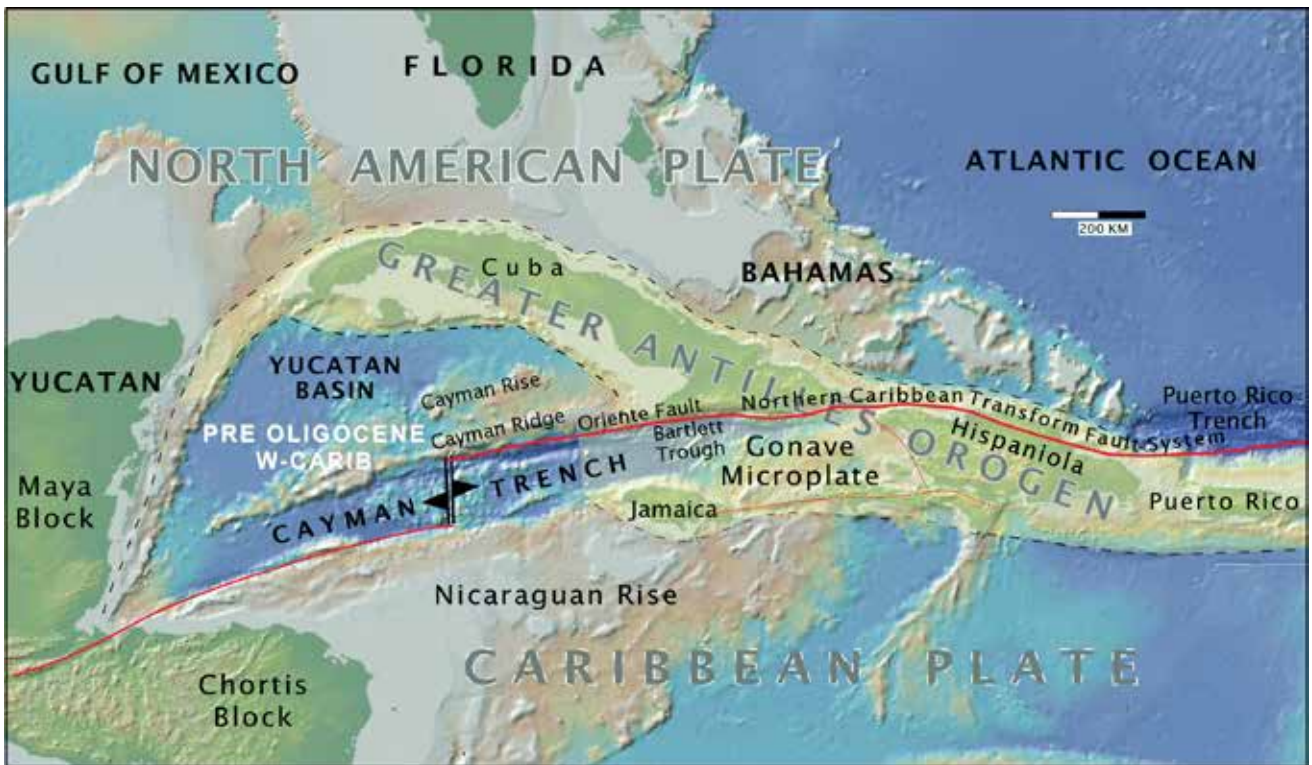 GULF OF MEXICO
FLORIDA
NORTH AMERICAN PLATE
ATLANTIC OCEAN
200 KM
GREATER ANTILLES OROGEN
Cuba
BAHAMAS
YUCATAN
YUCATAN
BASIN
Cayman Rise
Cayman Ridge
Oriente Fault
Northern Caribbean Transform Fault System
Puerto Rico
Trench
PRE OLIGOCENE
W-CARIB
Bartlett
Trough
Gonave
Microplate
Hispaniola
CAYMAN TRENCH
Maya
Block
Jamaica
Puerto Rico
Nicaraguan Rise
CARIBBEAN PLATE
Chortis
Block